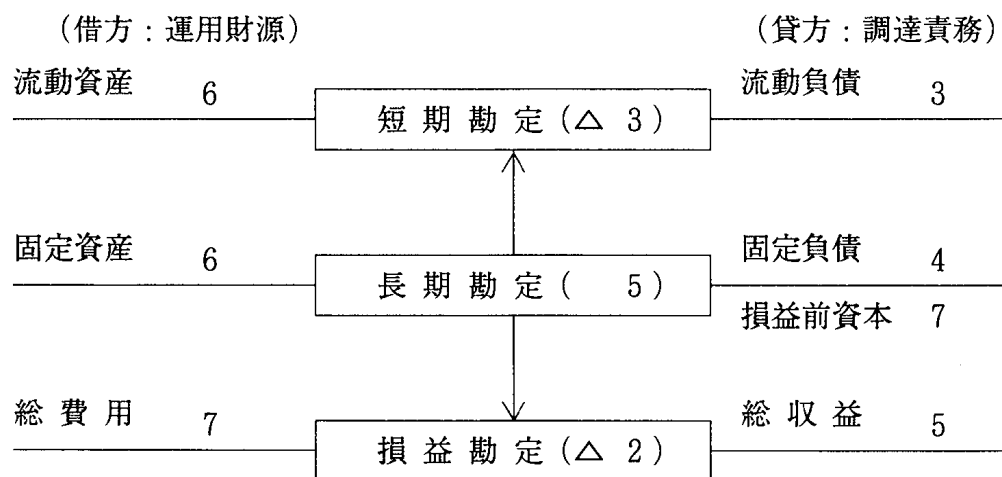 （借方：運用財源） （貸方：調達責務）
流動資産 6 短期勘定（△ 3） 流動負債 3
固定資産 6 長期勘定（ 5） 固定負債 4
損益前資本 7
総費用 7 損益勘定（△ 2） 総収益 5